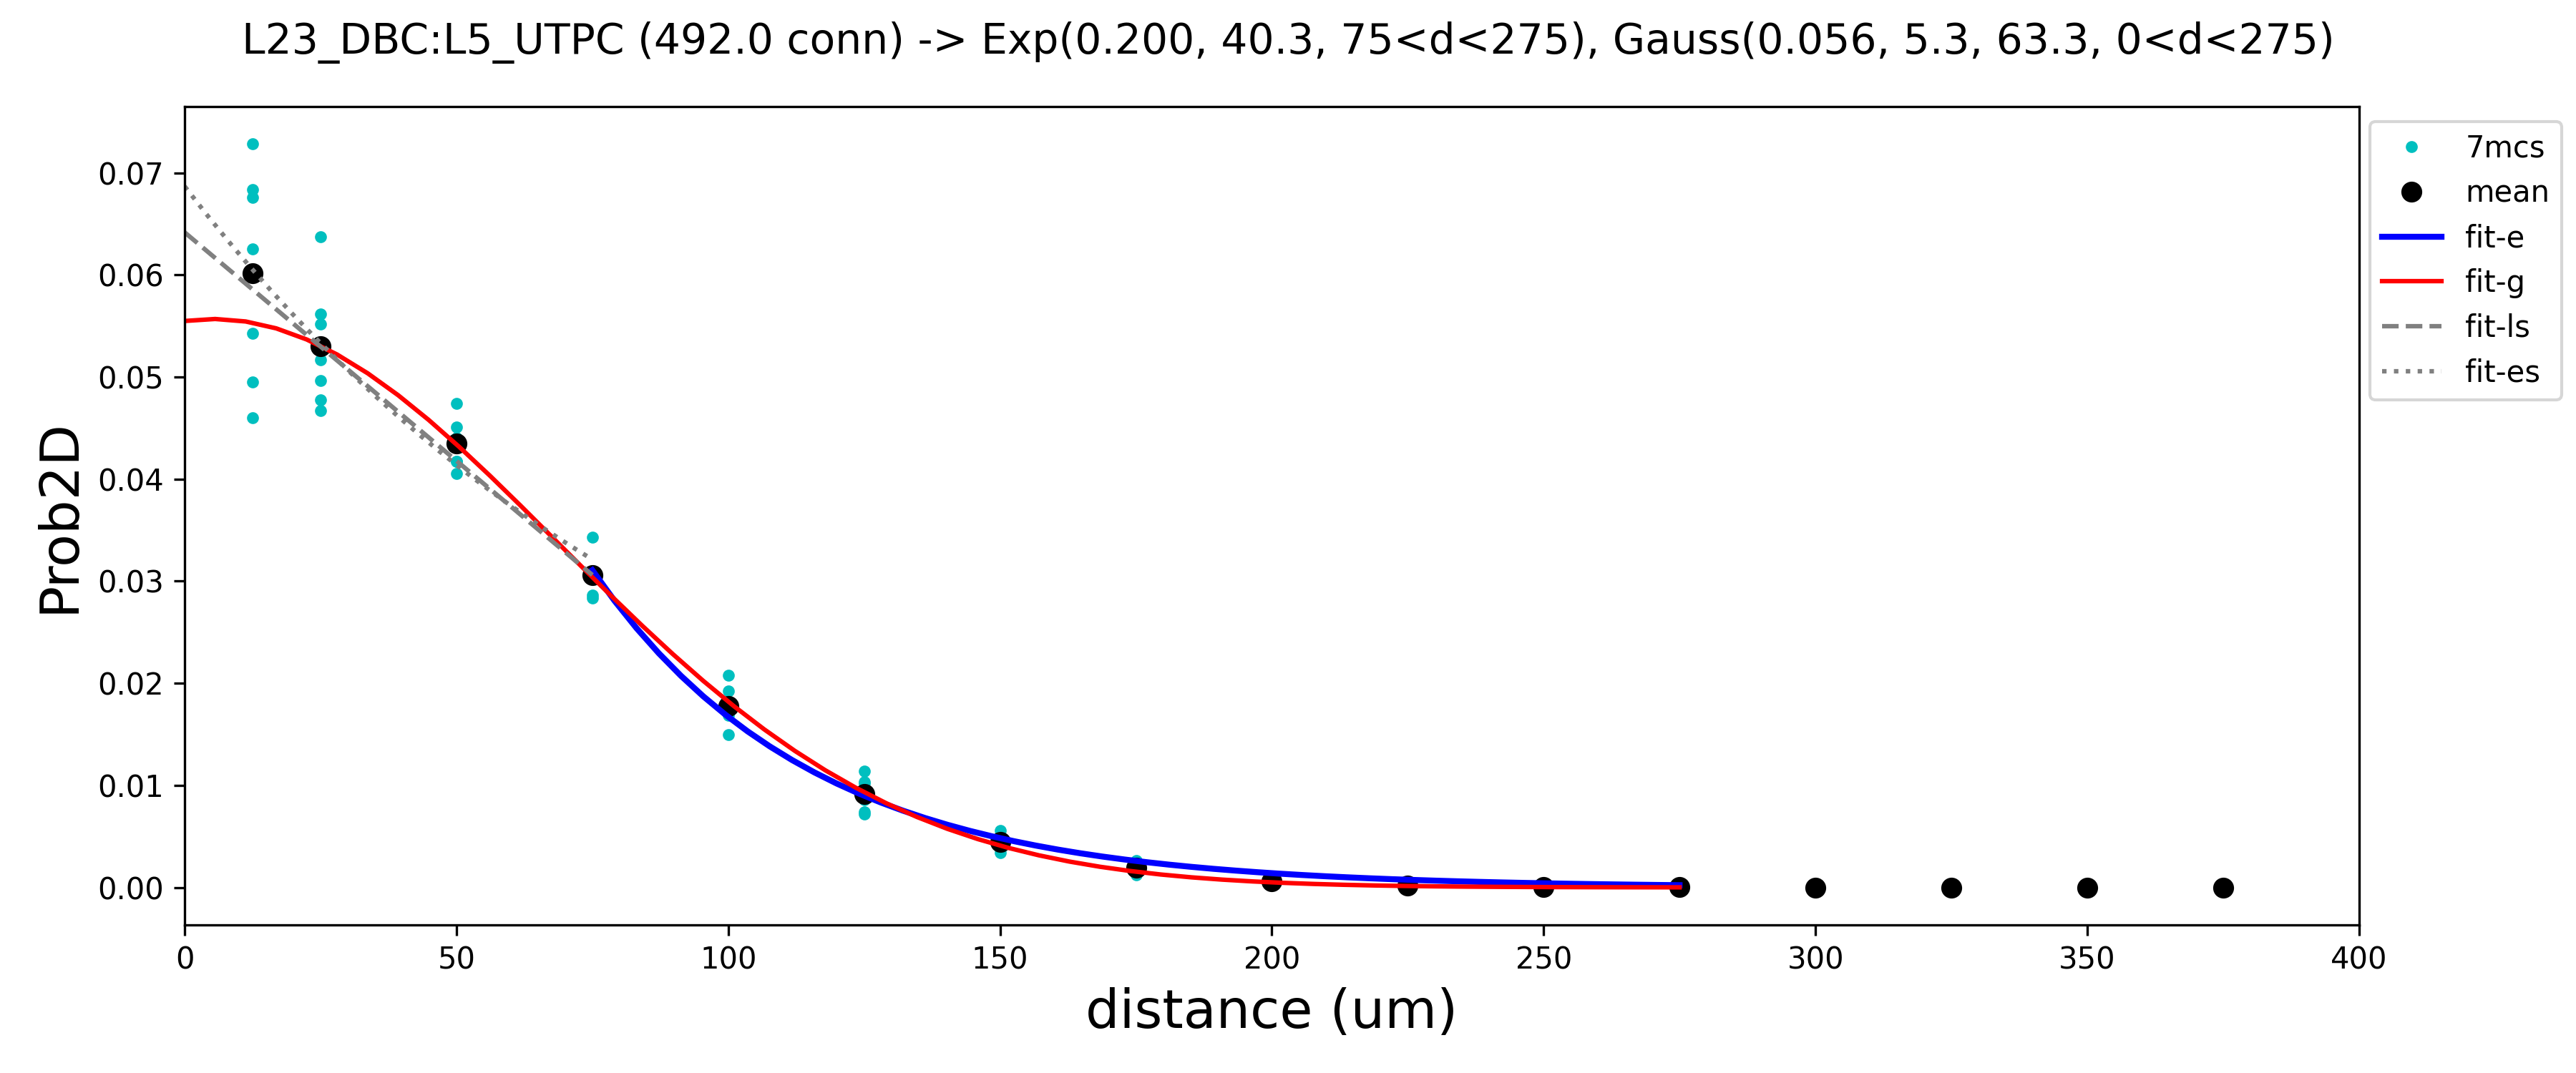 L23_DBC:L5_UTPC (492.0 conn) -> Exp(0.200, 40.3, 75<d<275), Gauss(0.056, 5.3, 63.3, 0<d<275)
0.07
0.06
0.05
0.04
0.03
0.02
0.01
0.00
Prob2D
0 50 100 150 200 250 300 350 400
distance (um)
7mcs
mean
fit-e
fit-g
fit-ls
fit-es